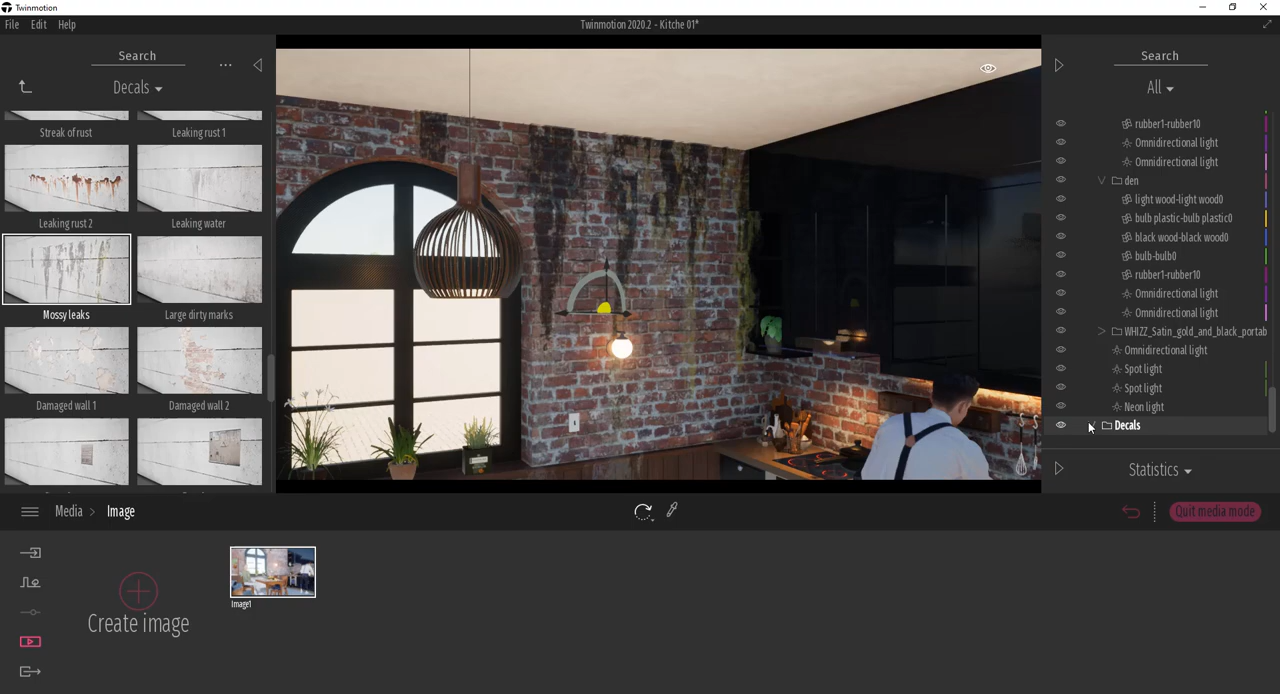 Twinmotion
File Edit Help
Twinmotion 2020.2 - Kitche 01*
Search
...
Decals
Streak of rust
Leaking rust 1
Leaking rust 2
Leaking water
Mossy leaks
Large dirty marks
Damaged wall 1
Damaged wall 2
Search
All
rubber1-rubber10
Omnidirectional light
Omnidirectional light
den
light wood-light wood0
bulb plastic-bulb plastic0
black wood-black wood0
bulb-bulb0
rubber1-rubber10
Omnidirectional light
Omnidirectional light
WHIZZ_Satin_gold_and_black_portab
Omnidirectional light
Spot light
Spot light
Neon light
Decals
Statistics
Media > Image
Quit media mode
Create image
Image1